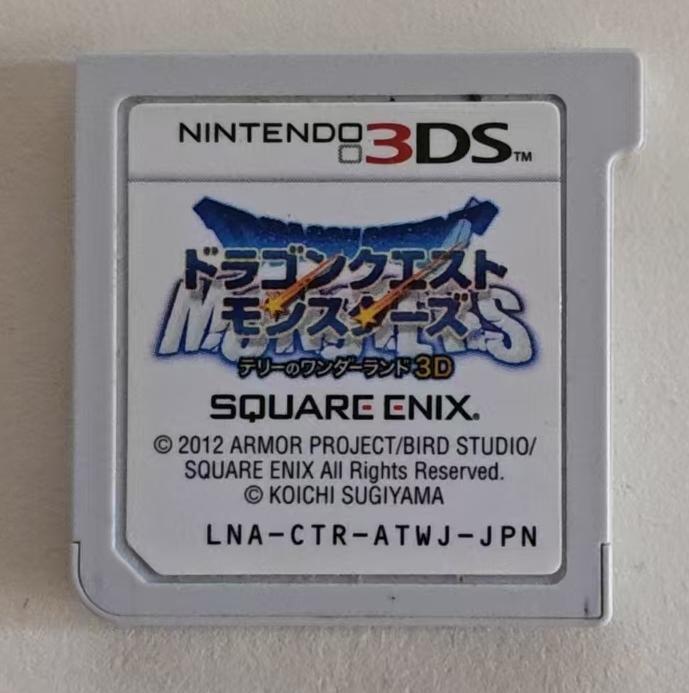 NINTENDO 3DS™
ドラゴンクエスト
モンスターズ
テリーのワンダーランド3D
SQUARE ENIX.
© 2012 ARMOR PROJECT/BIRD STUDIO/
SQUARE ENIX All Rights Reserved.
© KOICHI SUGIYAMA
LNA-CTR-ATWJ-JPN